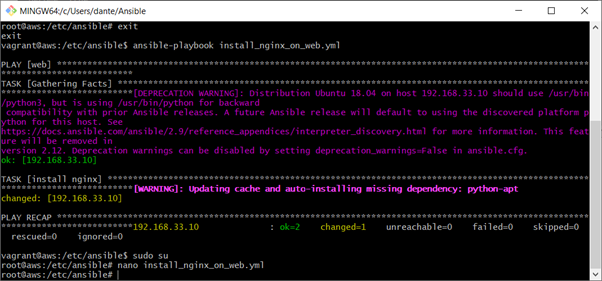 MINGW64:/c/Users/dante/Ansible
root@aws:/etc/ansible# exit
exit
vagrant@aws:/etc/ansible$ ansible-playbook install_nginx_on_web.yml
PLAY [web] ******************************************************************************************
**************************
TASK [Gathering Facts] ******************************************************************************
**************************[DEPRECATION WARNING]: Distribution Ubuntu 18.04 on host 192.168.33.10 should use /usr/bin
/python3, but is using /usr/bin/python for backward
compatibility with prior Ansible releases. A future Ansible release will default to using the discovered platform p
ython for this host. See
https://docs.ansible.com/ansible/2.9/reference_appendices/interpreter_discovery.html for more information. This feat
ure will be removed in
version 2.12. Deprecation warnings can be disabled by setting deprecation_warnings=False in ansible.cfg.
ok: [192.168.33.10]
TASK [install nginx] ********************************************************************************
**************************[WARNING]: Updating cache and auto-installing missing dependency: python-apt
changed: [192.168.33.10]
PLAY RECAP ******************************************************************************************
**************************192.168.33.10 : ok=2 changed=1 unreachable=0 failed=0 skipped=0
rescued=0 ignored=0
vagrant@aws:/etc/ansible$ sudo su
root@aws:/etc/ansible# nano install_nginx_on_web.yml
root@aws:/etc/ansible#